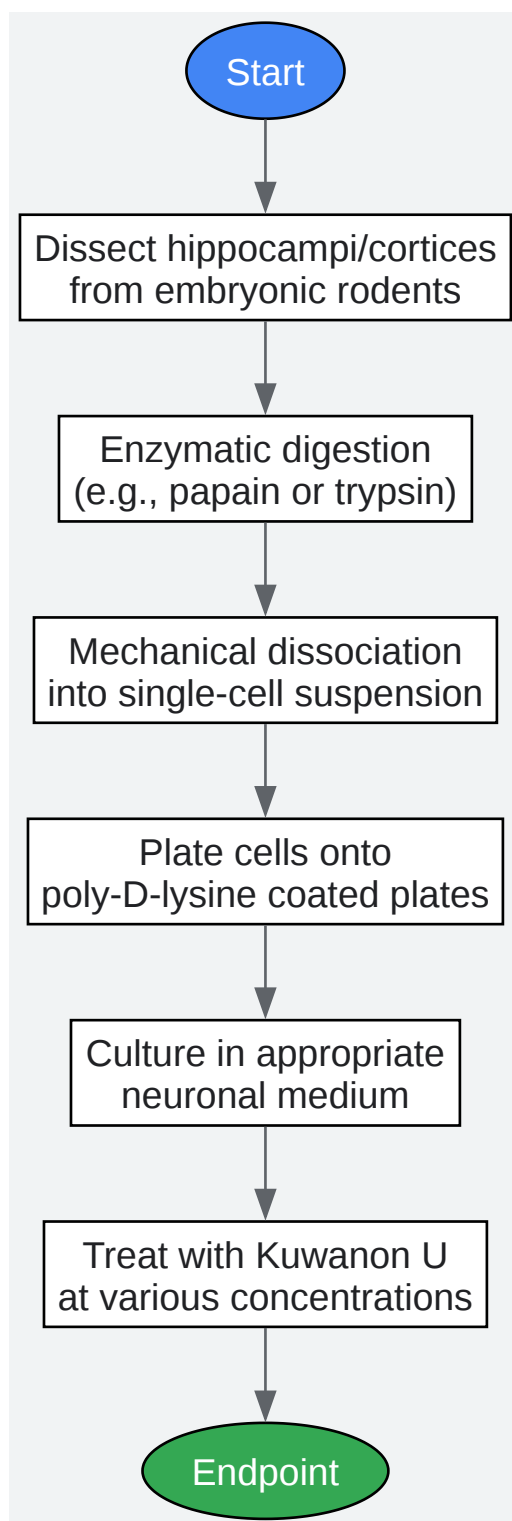 Start
Dissect hippocampi/cortices
from embryonic rodents
Enzymatic digestion
(e.g., papain or trypsin)
Mechanical dissociation
into single-cell suspension
Plate cells onto
poly-D-lysine coated plates
Culture in appropriate
neuronal medium
Treat with Kuwanon U
at various concentrations
Endpoint